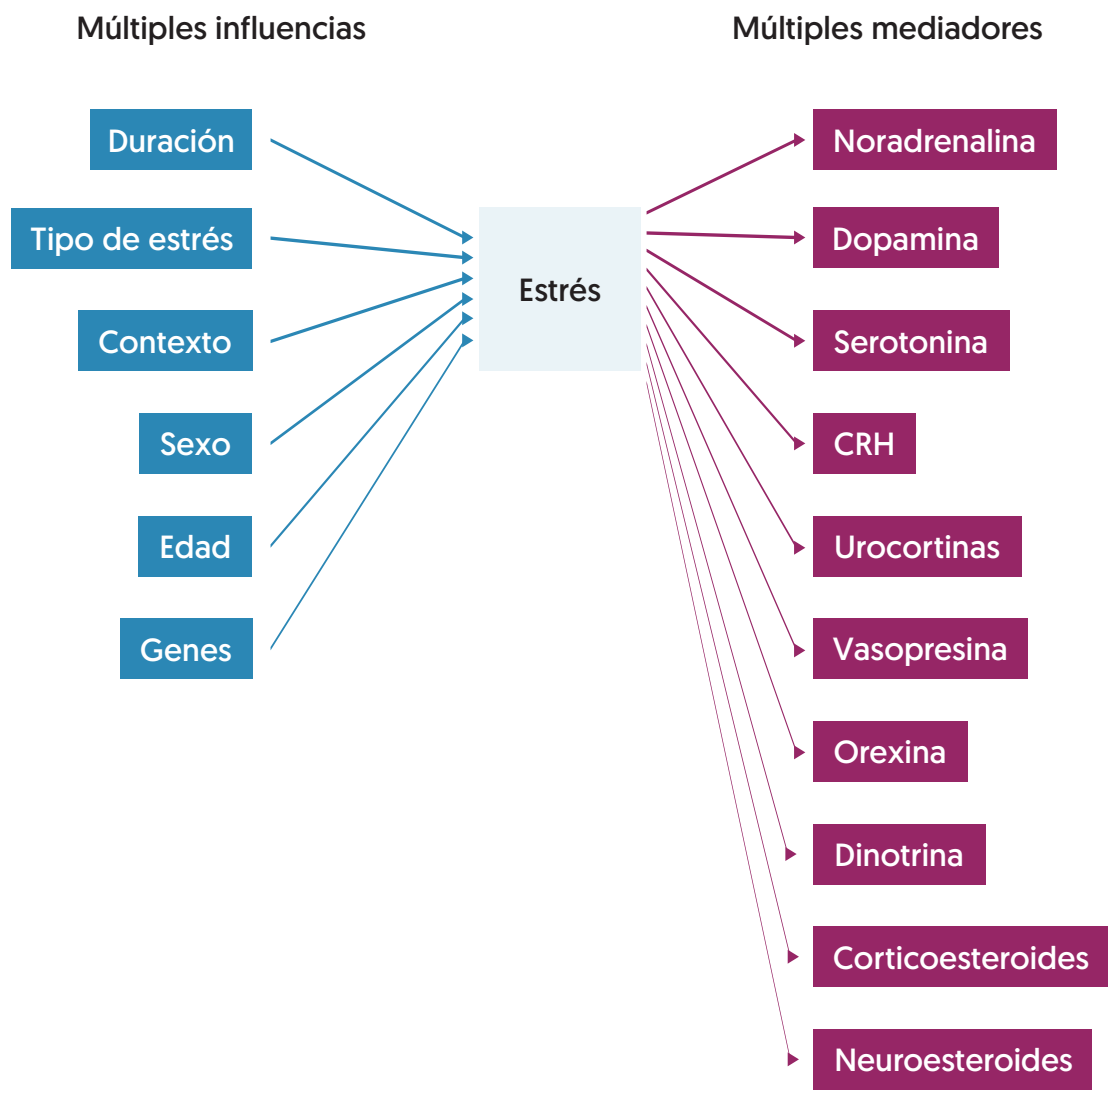 Múltiples influencias
Múltiples mediadores
Duración
Tipo de estrés
Contexto
Sexo
Edad
Genes
Estrés
Noradrenalina
Dopamina
Serotonina
CRH
Urocortinas
Vasopresina
Orexina
Dinotrina
Corticoesteroides
Neuroesteroides